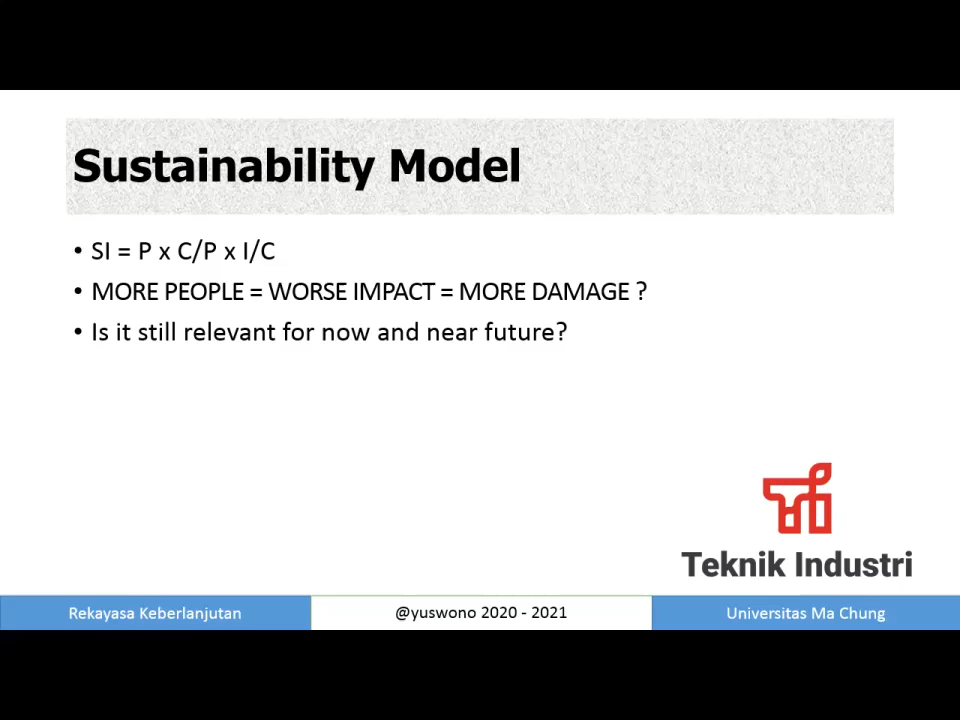 Sustainability Model
• SI = P x C/P x I/C
• MORE PEOPLE = WORSE IMPACT = MORE DAMAGE ?
• Is it still relevant for now and near future?
Teknik Industri
Rekayasa Keberlanjutan
@yuswono 2020 - 2021
Universitas Ma Chung